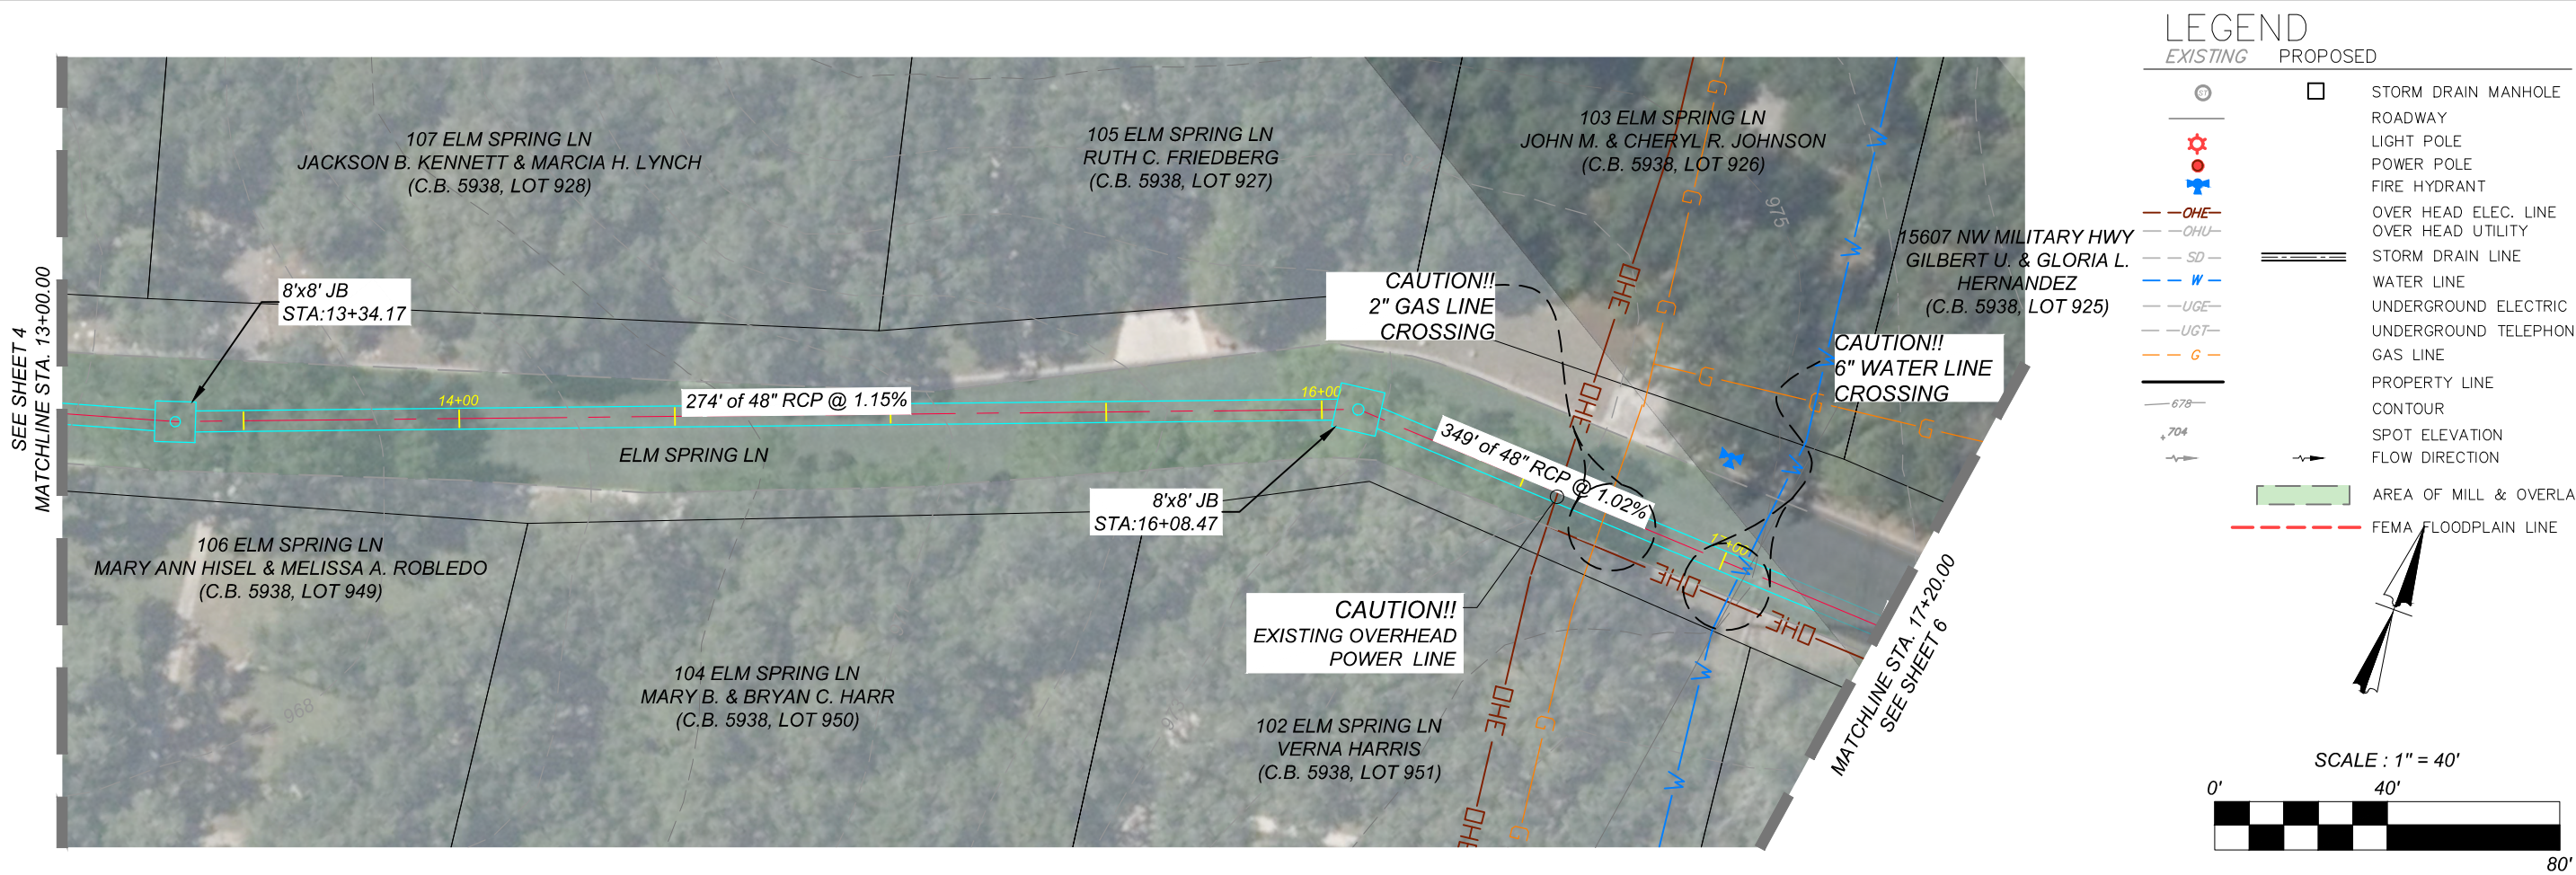 LEGEND
EXISTING PROPOSED
ST STORM DRAIN MANHOLE
ROADWAY
LIGHT POLE
POWER POLE
FIRE HYDRANT
OHE OVER HEAD ELEC. LINE
OHU OVER HEAD UTILITY
SD STORM DRAIN LINE
W WATER LINE
UGE UNDERGROUND ELECTRIC
UGT UNDERGROUND TELEPHON
G GAS LINE
PROPERTY LINE
678 CONTOUR
704 SPOT ELEVATION
FLOW DIRECTION
AREA OF MILL & OVERLA
FEMA FLOODPLAIN LINE
SCALE : 1" = 40'
0' 40'
80'
SEE SHEET 4
MATCHLINE STA. 13+00.00
107 ELM SPRING LN
JACKSON B. KENNETT & MARCIA H. LYNCH
(C.B. 5938, LOT 928)
105 ELM SPRING LN
RUTH C. FRIEDBERG
(C.B. 5938, LOT 927)
103 ELM SPRING LN
JOHN M. & CHERYL R. JOHNSON
(C.B. 5938, LOT 926)
975
15607 NW MILITARY HWY
GILBERT U. & GLORIA L.
HERNANDEZ
(C.B. 5938, LOT 925)
8'x8' JB
STA:13+34.17
CAUTION!!
2" GAS LINE
CROSSING
CAUTION!!
6" WATER LINE
CROSSING
14+00
274' of 48" RCP @ 1.15%
16+00
349' of 48" RCP @ 1.02%
17+00
ELM SPRING LN
8'x8' JB
STA:16+08.47
106 ELM SPRING LN
MARY ANN HISEL & MELISSA A. ROBLEDO
(C.B. 5938, LOT 949)
968
104 ELM SPRING LN
MARY B. & BRYAN C. HARR
(C.B. 5938, LOT 950)
CAUTION!!
EXISTING OVERHEAD
POWER LINE
102 ELM SPRING LN
VERNA HARRIS
(C.B. 5938, LOT 951)
MATCHLINE STA. 17+20.00
SEE SHEET 6
OHE
OHE
OHE
OHE
OHE
OHE
G
G
G
G
G
G
G
G
W
W
W
W
W
W
W